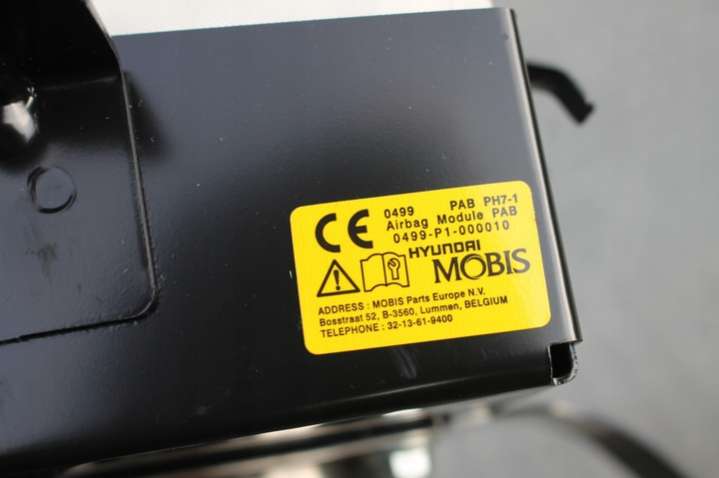 CE 0499 PAB PH7-1
Airbag Module PAB
0499-P1-000010
HYUNDAI
MOBIS
ADDRESS : MOBIS Parts Europe N.V.
Bosstraat 52, B-3560, Lummen, BELGIUM
TELEPHONE : 32-13-61-9400